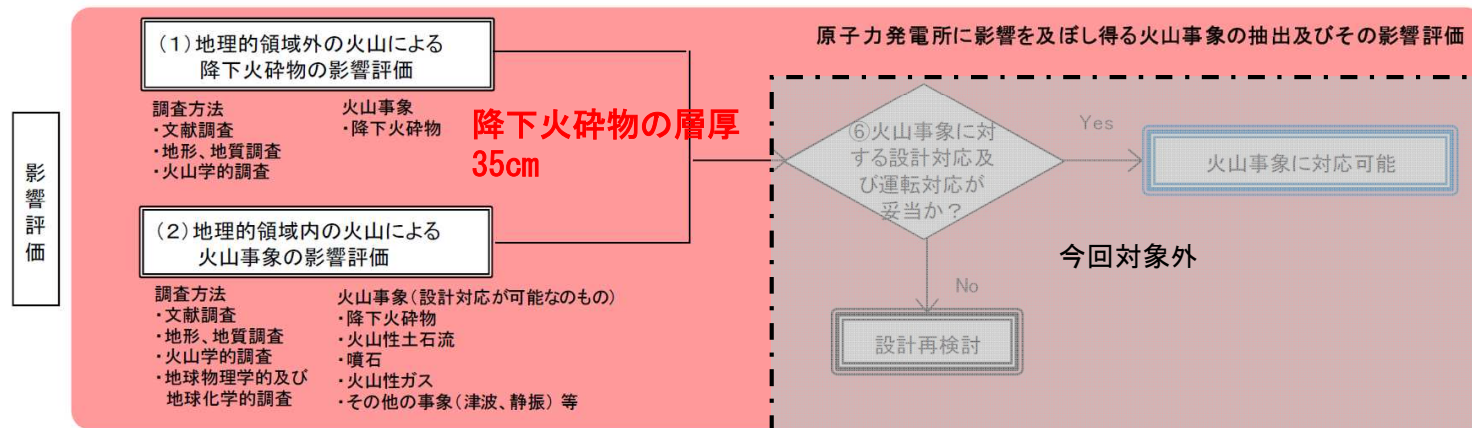 原子力発電所に影響を及ぼし得る火山事象の抽出及びその影響評価
影響評価
（１）地理的領域外の火山による
降下火砕物の影響評価
調査方法
・文献調査
・地形、地質調査
・火山学的調査
火山事象
・降下火砕物
降下火砕物の層厚
35cm
（２）地理的領域内の火山による
火山事象の影響評価
調査方法
・文献調査
・地形、地質調査
・火山学的調査
・地球物理学的及び
地球化学的調査
火山事象（設計対応が可能なのもの）
・降下火砕物
・火山性土石流
・噴石
・火山性ガス
・その他の事象（津波、静振）等
⑥火山事象に対
する設計対応及
び運転対応が
妥当か？
Yes
火山事象に対応可能
今回対象外
No
設計再検討